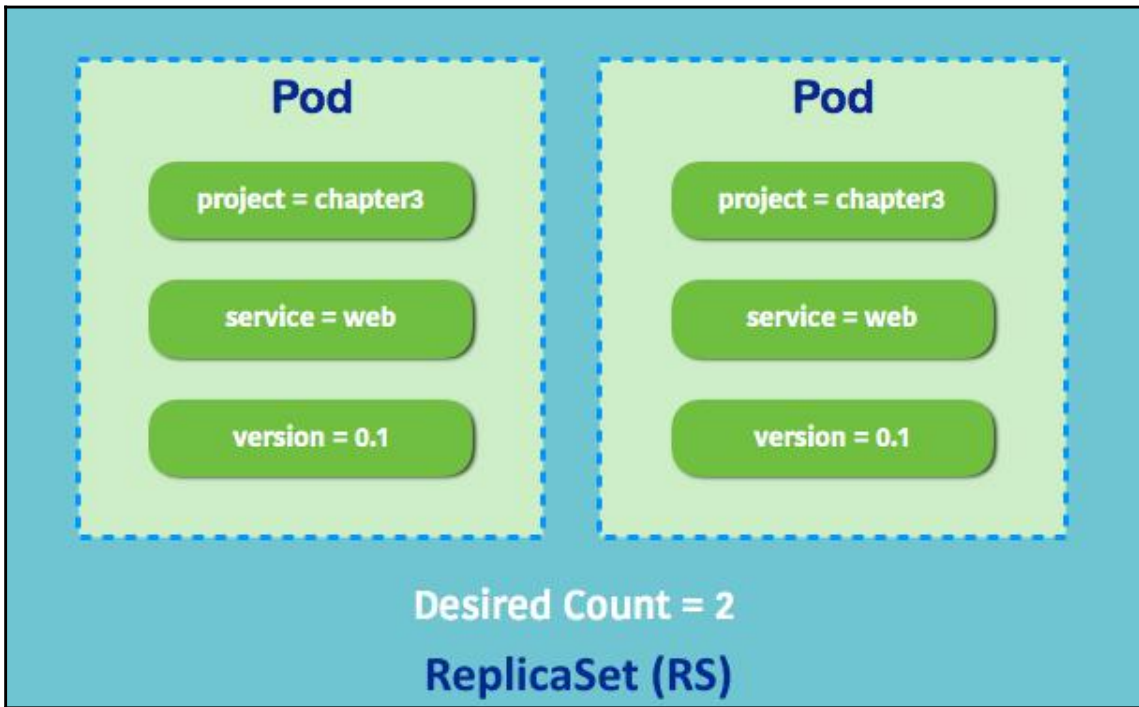 Pod
project = chapter3
service = web
version = 0.1
Pod
project = chapter3
service = web
version = 0.1
Desired Count = 2
ReplicaSet (RS)